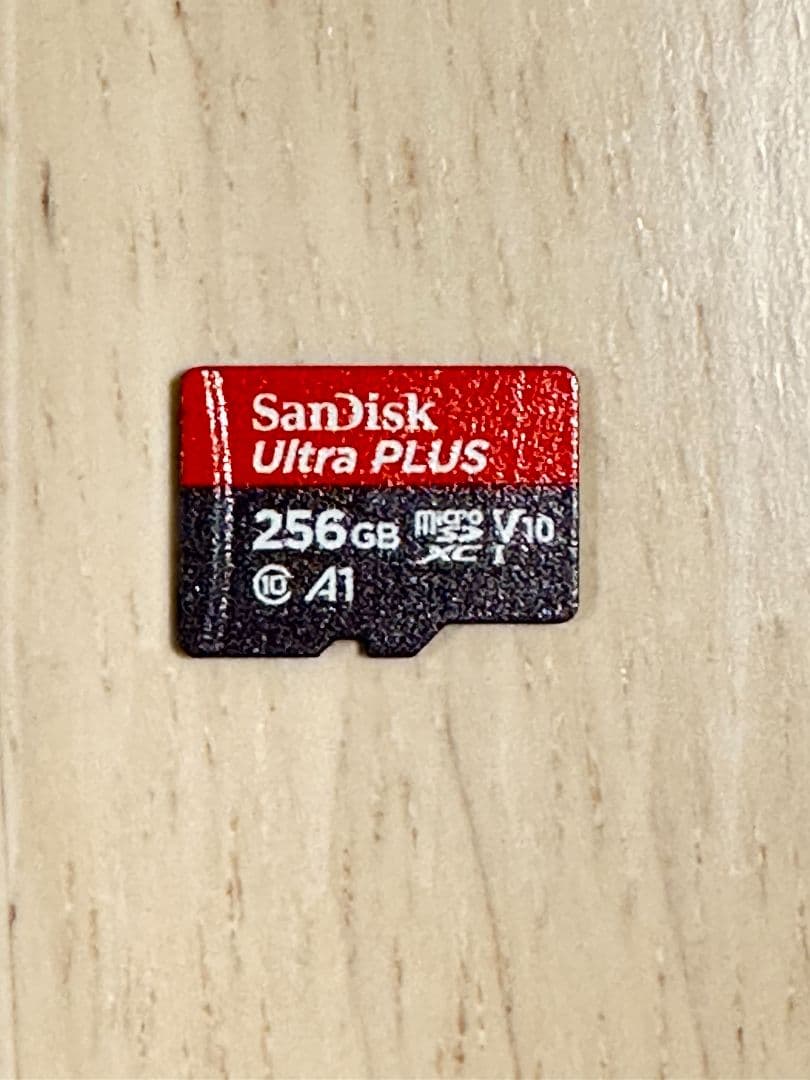 SanDisk
Ultra PLUS
256GB microSD XC I V10
10 A1